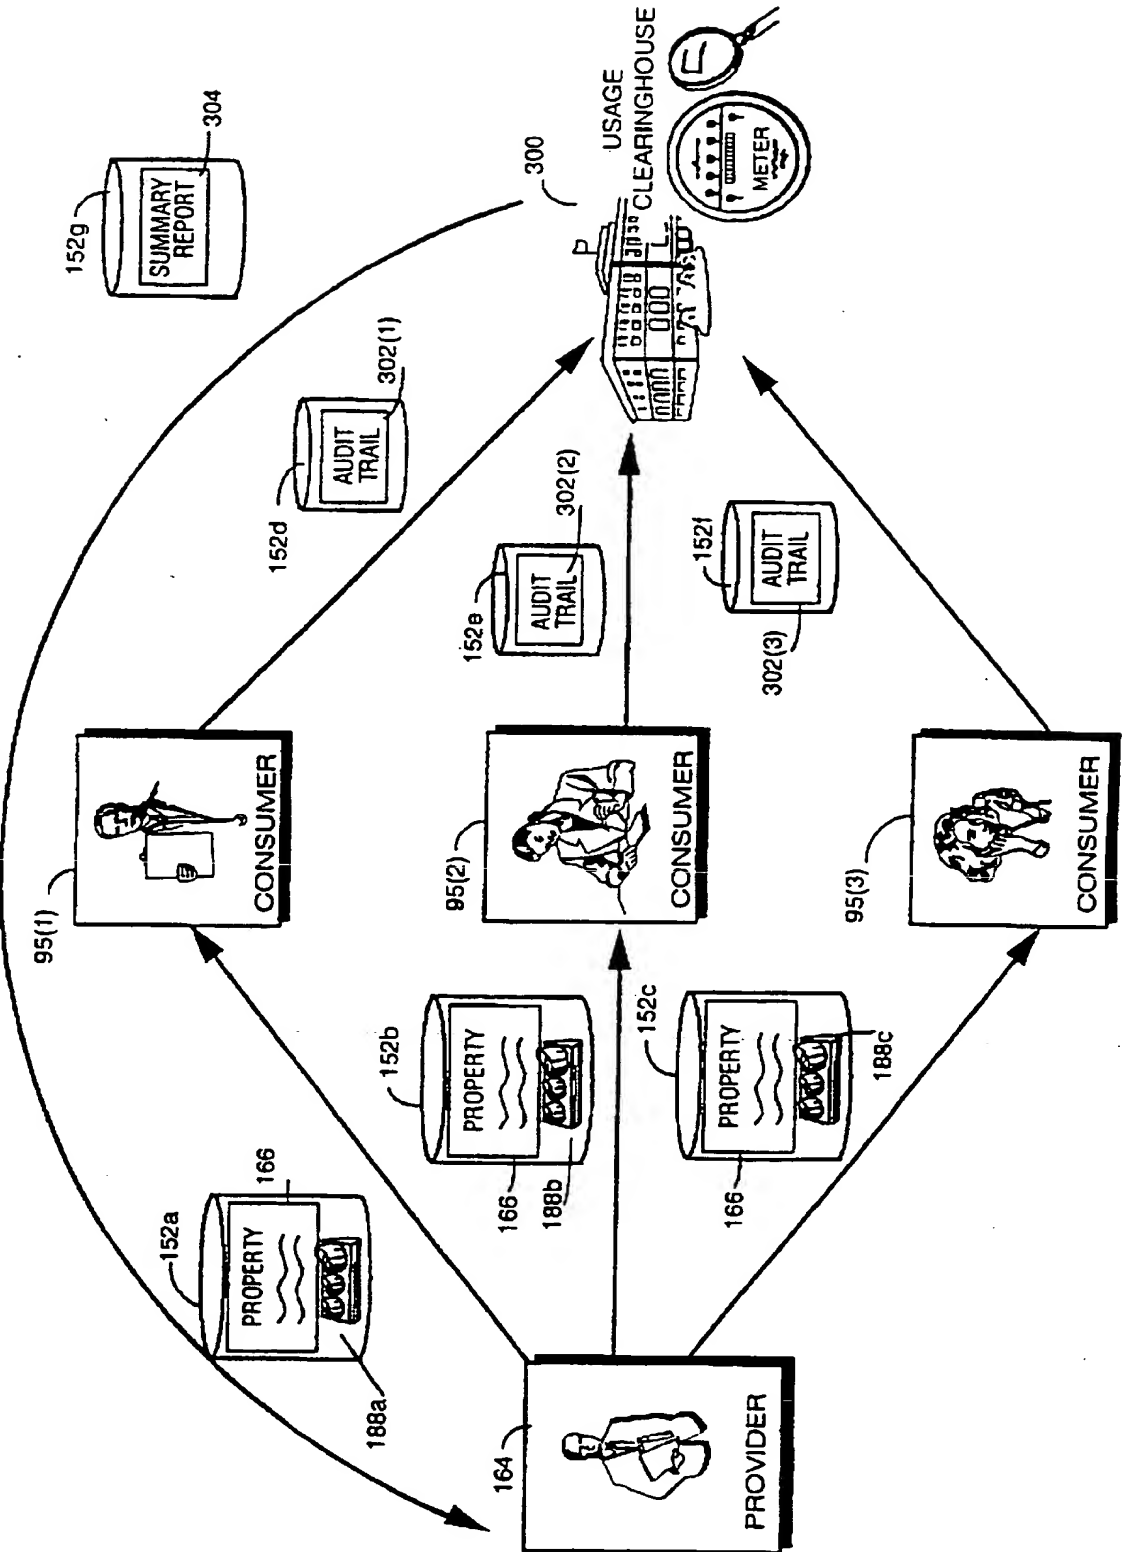 152g
SUMMARY
REPORT
304
95(1)
CONSUMER
152a
166
PROPERTY
188a
152d
AUDIT
TRAIL
302(1)
164
PROVIDER
152b
PROPERTY
166
188b
95(2)
CONSUMER
152e
AUDIT
TRAIL
302(2)
300
USAGE
CLEARINGHOUSE
METER
152c
PROPERTY
166
188c
152f
AUDIT
TRAIL
302(3)
95(3)
CONSUMER